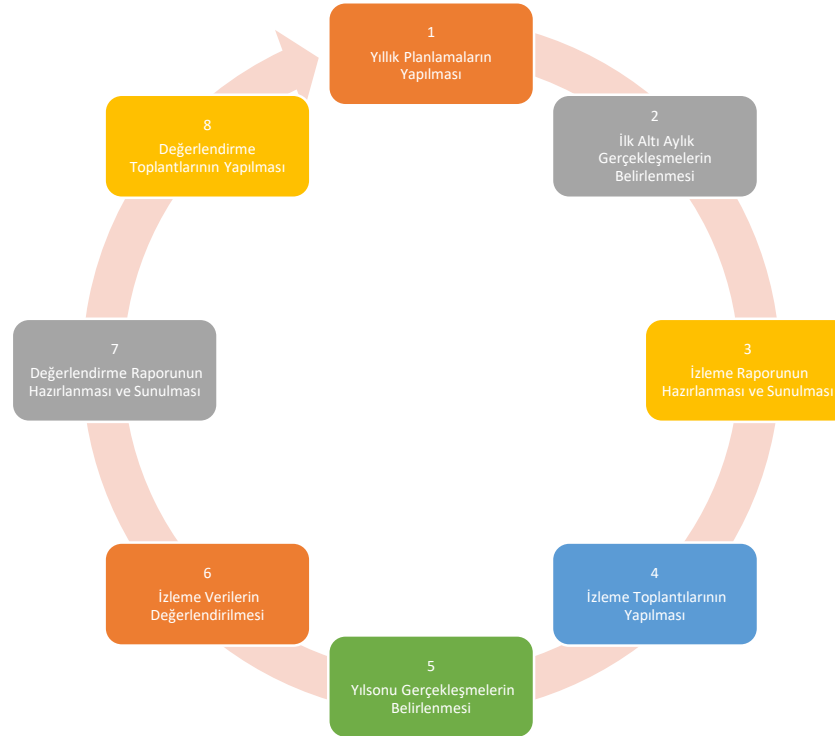 1
Yıllık Planlamaların
Yapılması
2
İlk Altı Aylık
Gerçekleşmelerin
Belirlenmesi
3
İzleme Raporunun
Hazırlanması ve Sunulması
4
İzleme Toplantılarının
Yapılması
5
Yılsonu Gerçekleşmelerin
Belirlenmesi
6
İzleme Verilerin
Değerlendirilmesi
7
Değerlendirme Raporunun
Hazırlanması ve Sunulması
8
Değerlendirme
Toplantlarının Yapılması